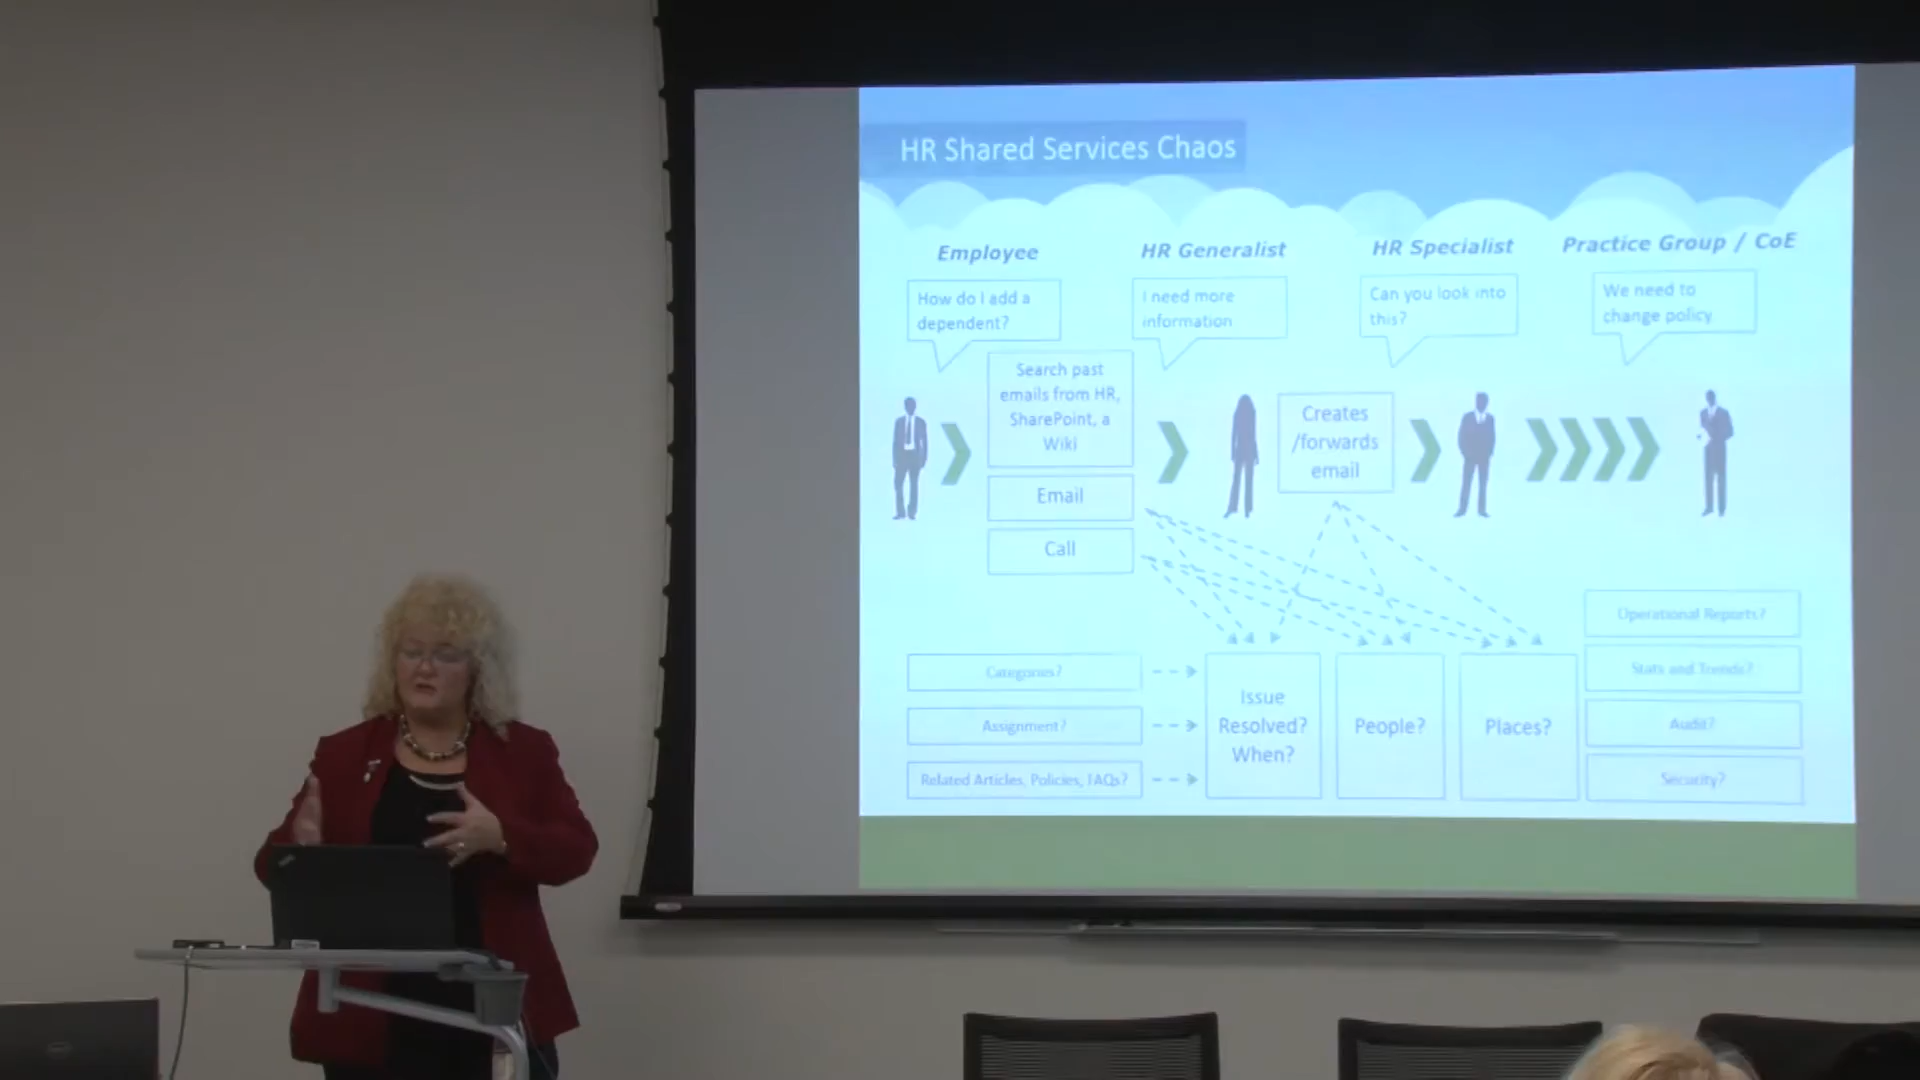 HR Shared Services Chaos
Employee
HR Generalist
HR Specialist
Practice Group / CoE
How do I add a
dependent?
I need more
information
Can you look into
this?
We need to
change policy
Search past
emails from HR,
SharePoint, a
Wiki
Email
Call
Creates
/forwards
email
Categories?
Assignment?
Related Articles, Policies, FAQs?
Issue
Resolved?
When?
People?
Places?
Operational Reports?
Stats and Trends?
Audit?
Security?